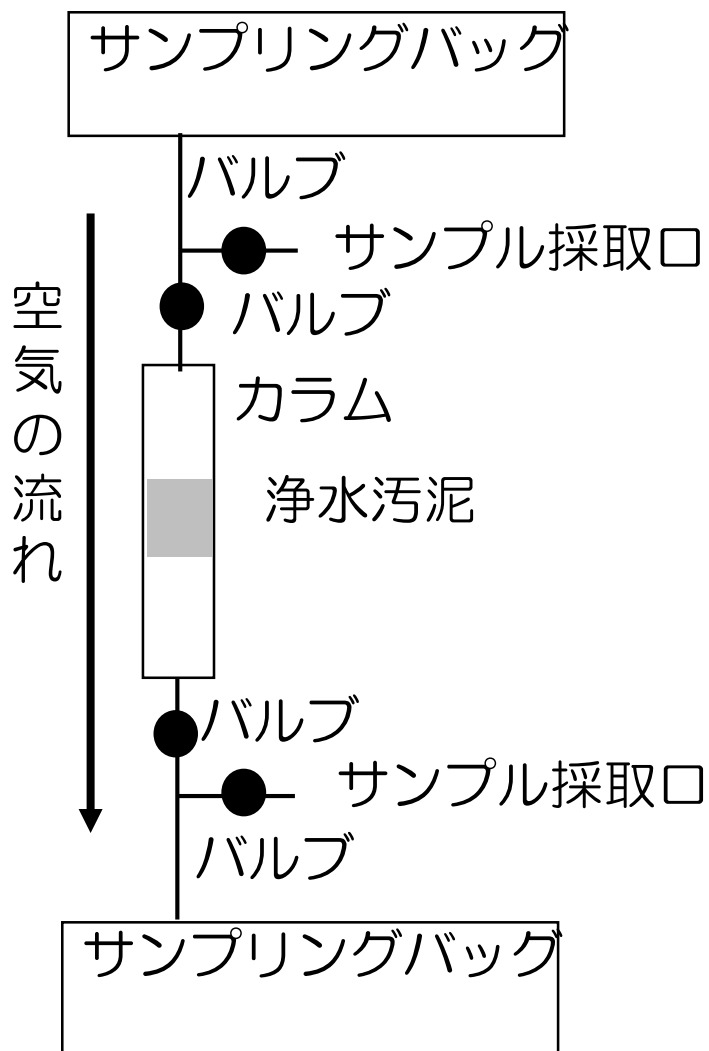 サンプリングバッグ
バルブ
サンプル採取口
バルブ
空気の流れ
カラム
浄水汚泥
バルブ
サンプル採取口
バルブ
サンプリングバッグ